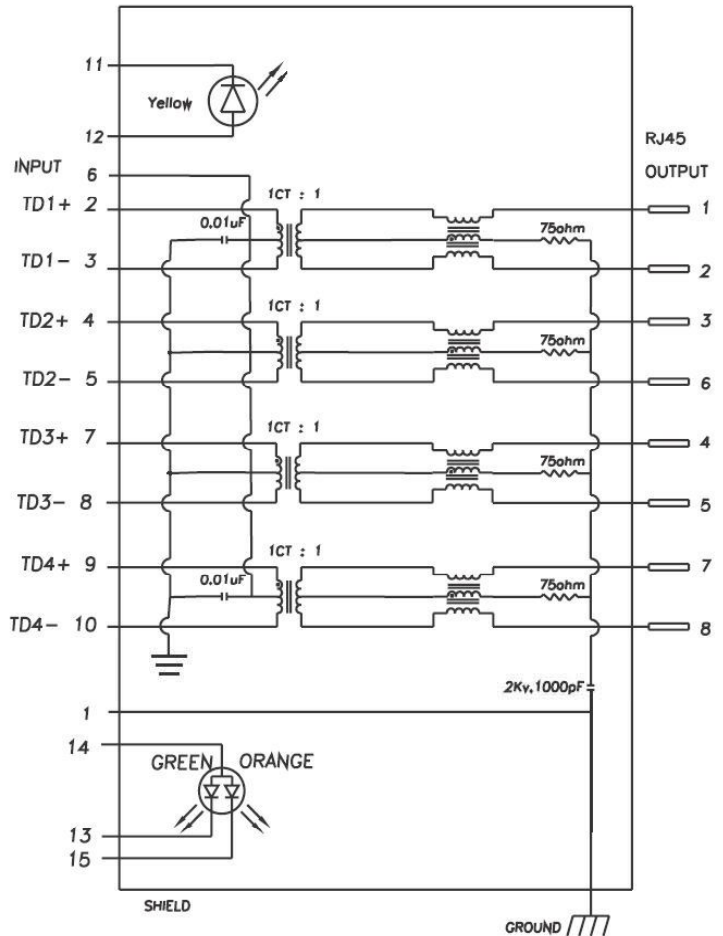 11
Yellow
12
RJ45
INPUT 6
OUTPUT
1CT : 1
TD1+ 2
1
0.01uF
75ohm
TD1- 3
2
1CT : 1
TD2+ 4
3
75ohm
TD2- 5
6
1CT : 1
TD3+ 7
4
75ohm
TD3- 8
5
1CT : 1
TD4+ 9
7
0.01uF
75ohm
TD4- 10
8
2Kv,1000pF
1
14
GREEN ORANGE
13
15
SHIELD
GROUND